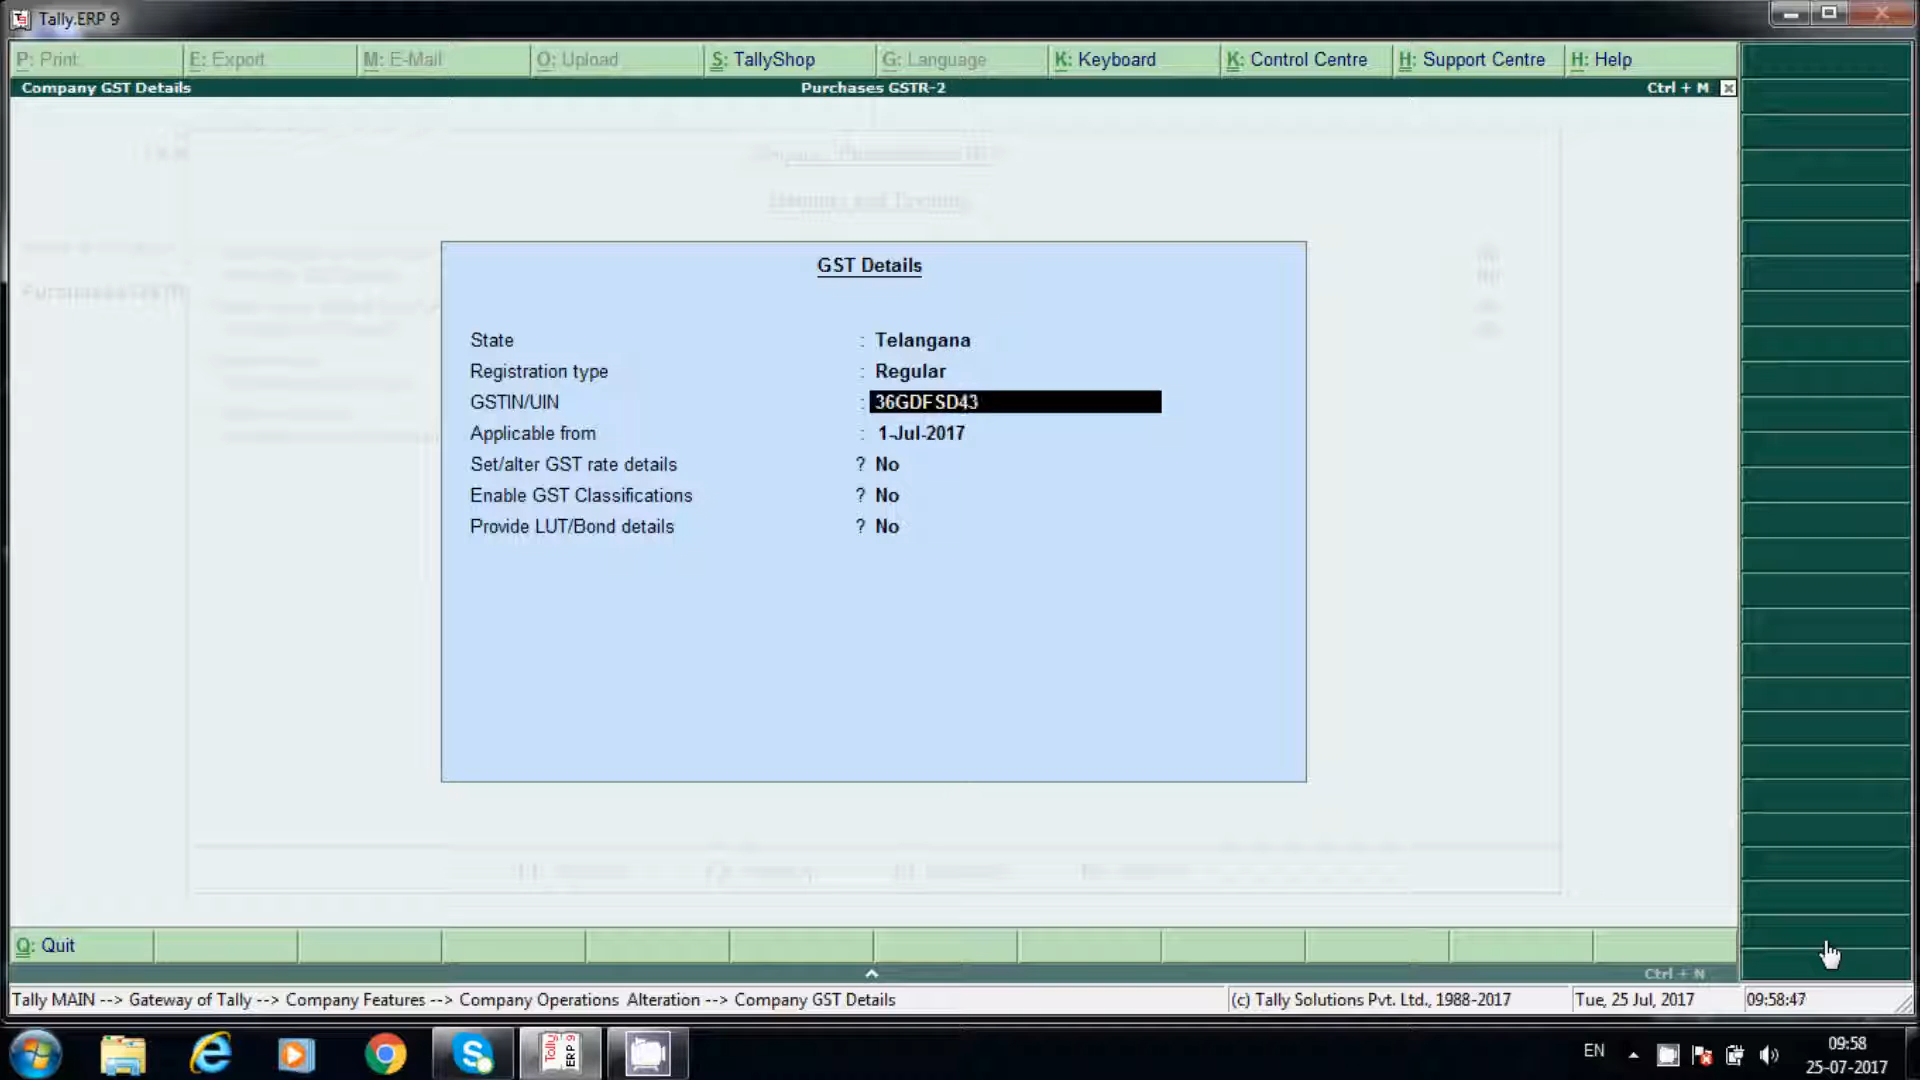 Tally.ERP 9
P: Print E: Export M: E-Mail O: Upload S: TallyShop G: Language K: Keyboard K: Control Centre H: Support Centre H: Help
Company GST Details Purchases GSTR-2 Ctrl + M
GST Details
State : Telangana
Registration type : Regular
GSTIN/UIN : 36GDFSD43
Applicable from : 1-Jul-2017
Set/alter GST rate details ? No
Enable GST Classifications ? No
Provide LUT/Bond details ? No
Q: Quit
Ctrl + N
Tally MAIN --> Gateway of Tally --> Company Features --> Company Operations Alteration --> Company GST Details (c) Tally Solutions Pvt. Ltd., 1988-2017 Tue, 25 Jul, 2017 09:58:47
Tally ERP 9
EN 09:58
25-07-2017